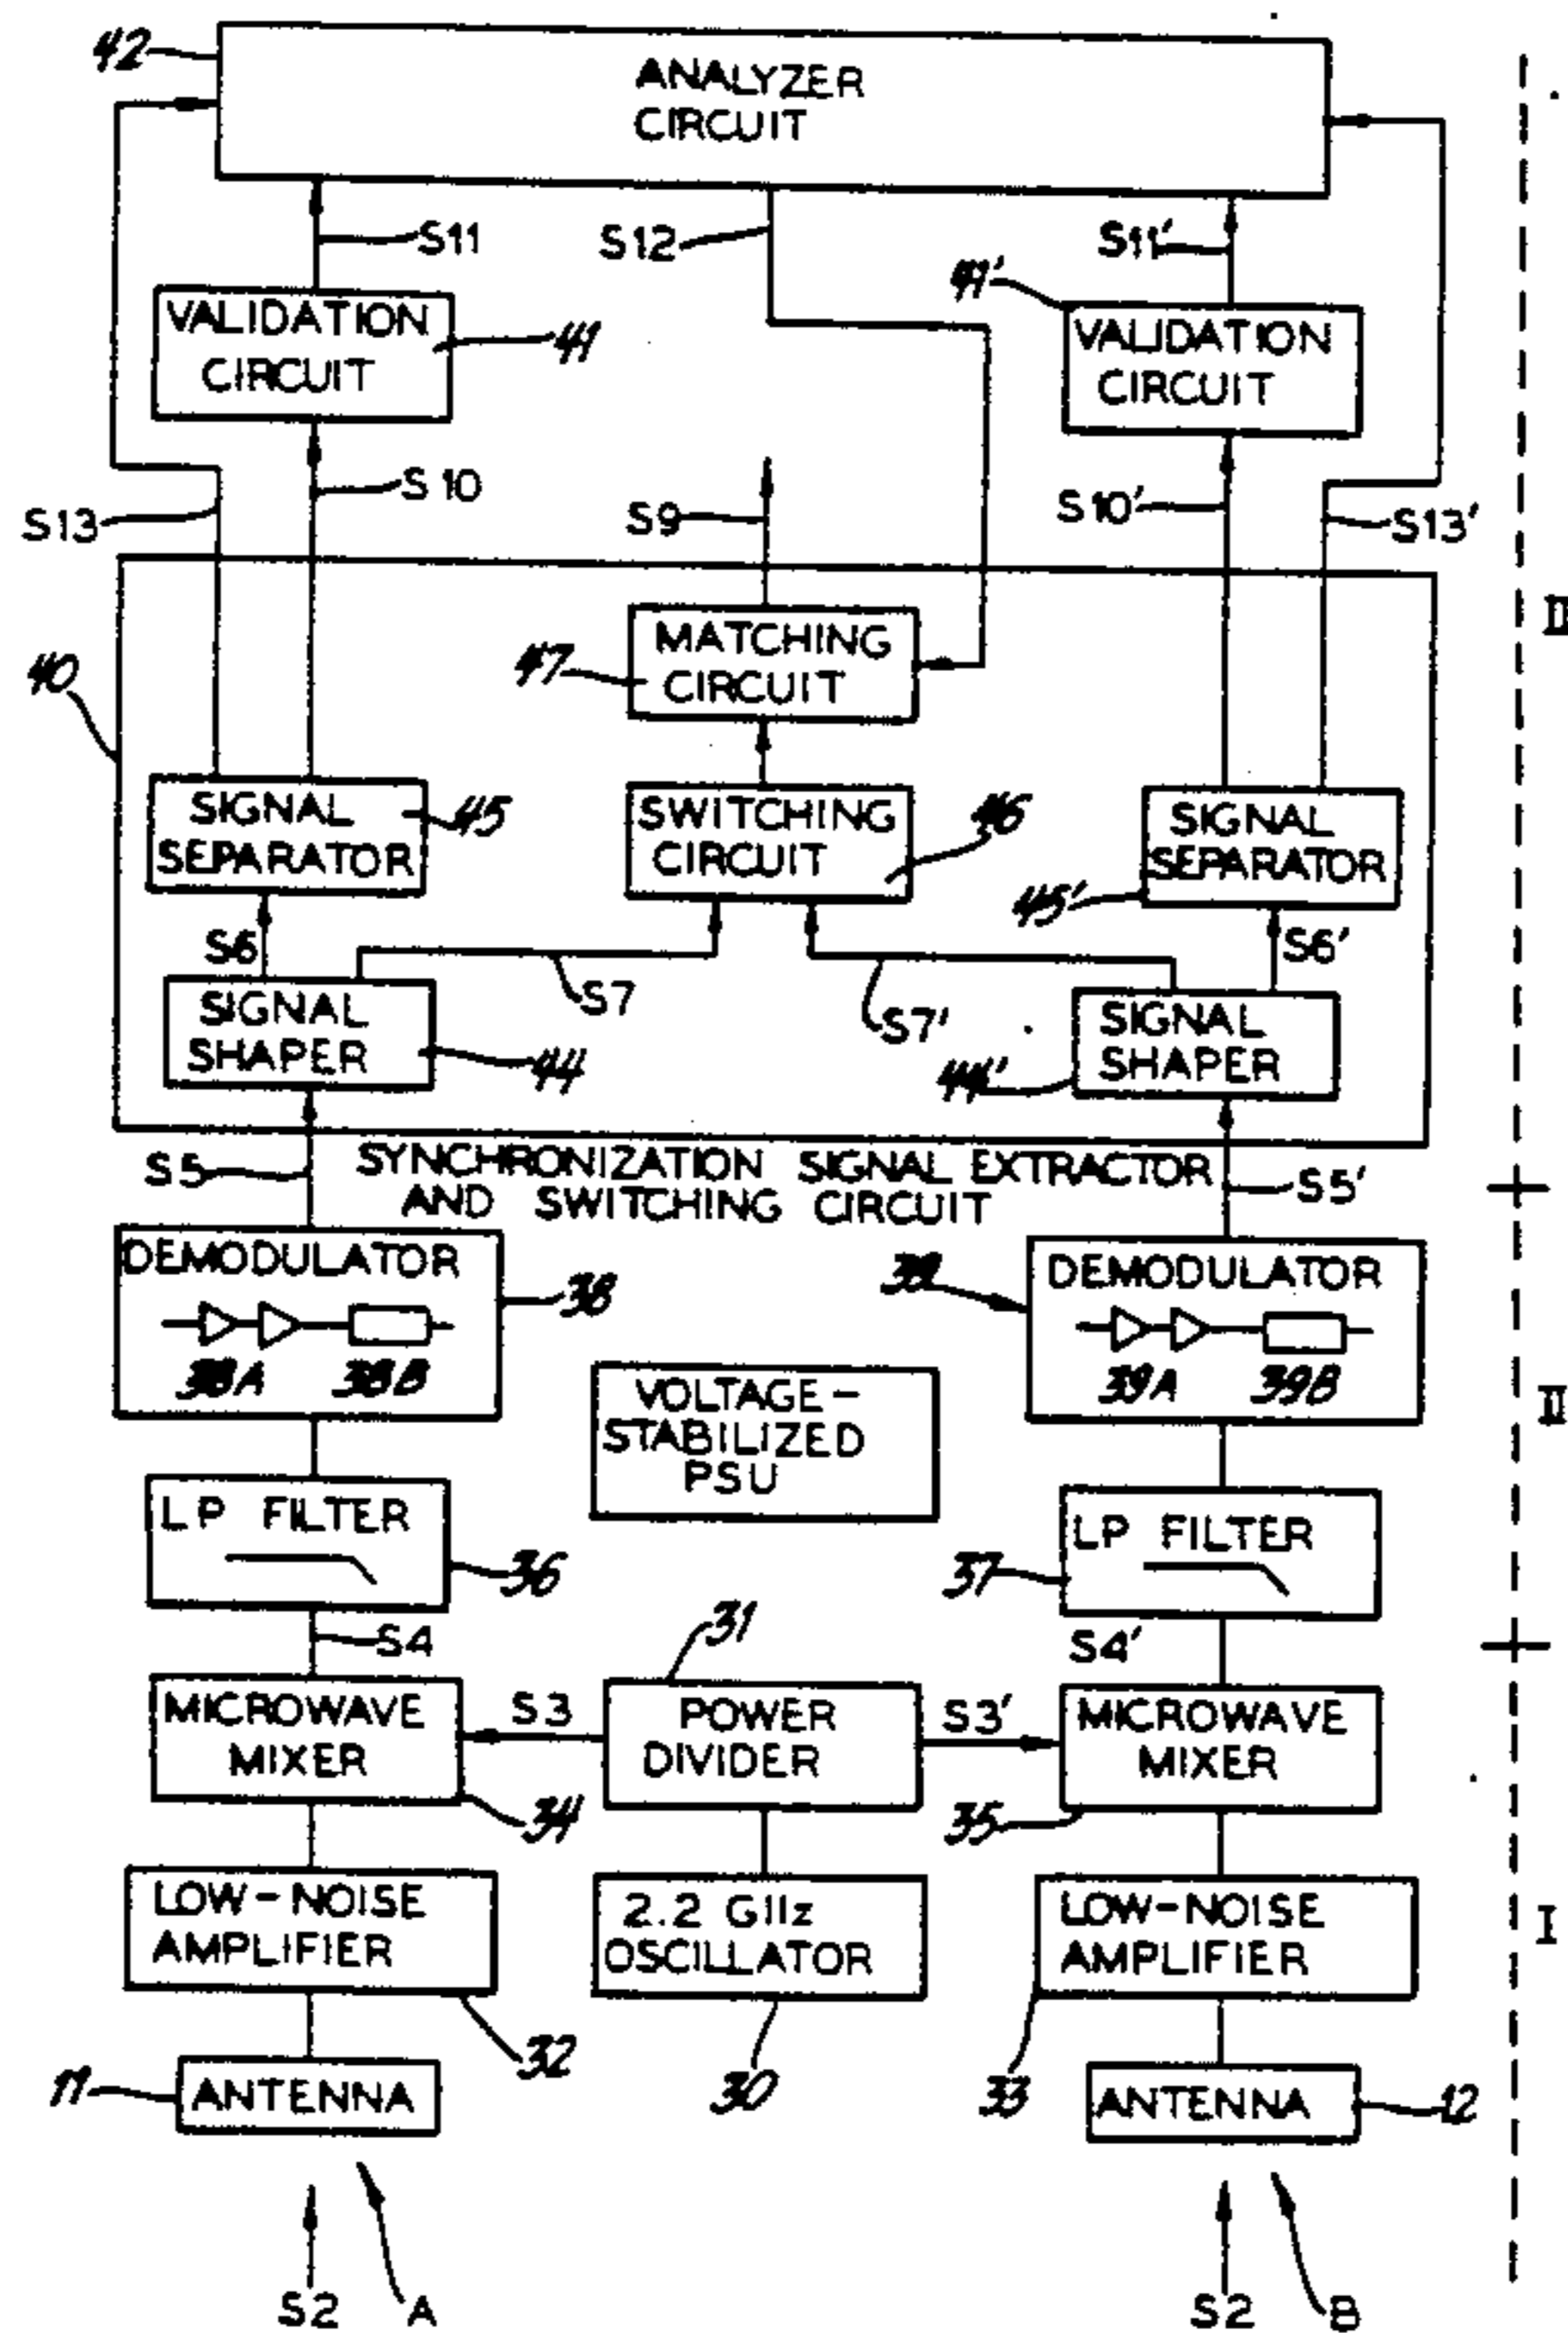 42
ANALYZER
CIRCUIT
S11
S12
S11'
41'
VALIDATION
CIRCUIT
41
VALIDATION
CIRCUIT
S10
S13
S9
S10'
S13'
40
47
MATCHING
CIRCUIT
SIGNAL
SEPARATOR
45
SWITCHING
CIRCUIT
46
SIGNAL
SEPARATOR
45'
S6
S6'
S7
S7'
SIGNAL
SHAPER
44
44'
SIGNAL
SHAPER
S5
SYNCHRONIZATION SIGNAL EXTRACTOR
AND SWITCHING CIRCUIT
S5'
DEMODULATOR
38
38A
38B
DEMODULATOR
39A
39B
II
VOLTAGE-
STABILIZED
PSU
LP FILTER
36
37
LP FILTER
S4
31
S4'
MICROWAVE
MIXER
34
S3
POWER
DIVIDER
S3'
MICROWAVE
MIXER
35
LOW-NOISE
AMPLIFIER
32
2.2 GHz
OSCILLATOR
30
LOW-NOISE
AMPLIFIER
33
I
11
ANTENNA
ANTENNA
12
S2
A
S2
B